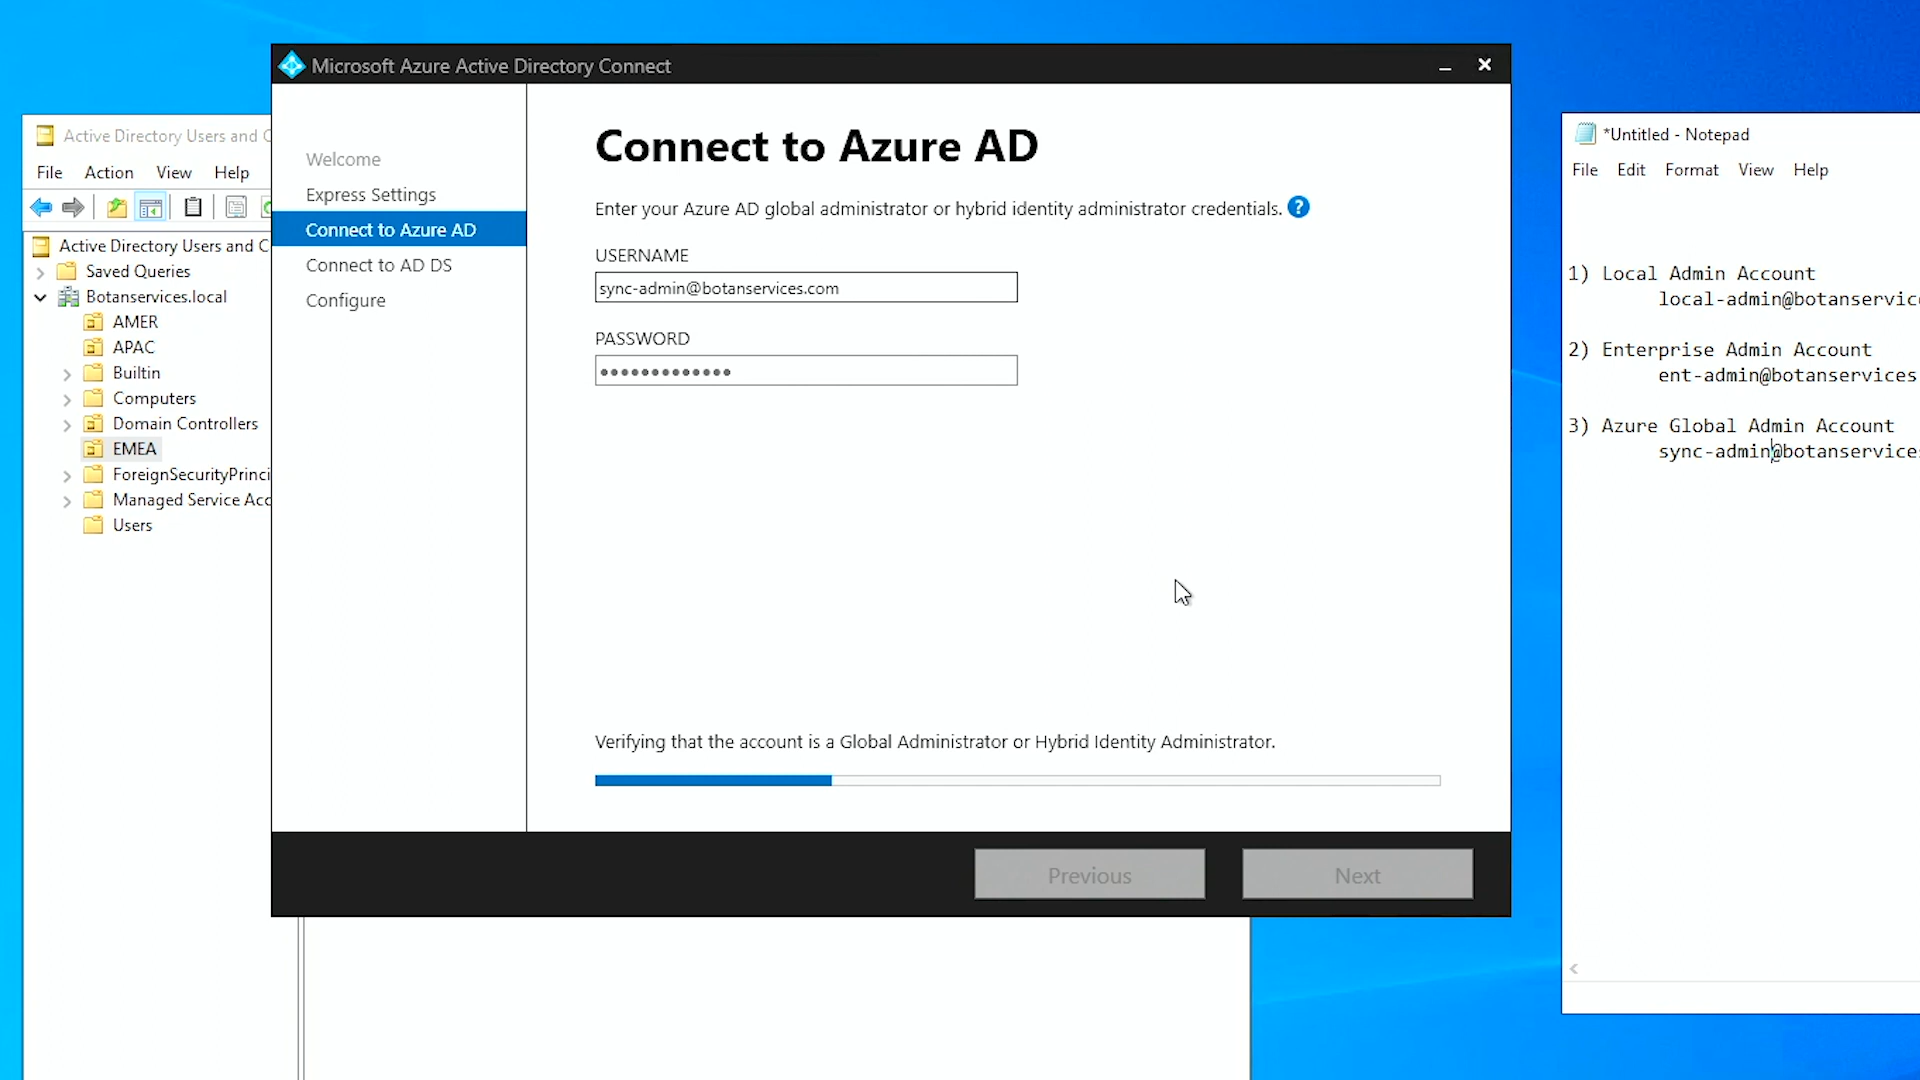 Microsoft Azure Active Directory Connect
Welcome
Express Settings
Connect to Azure AD
Connect to AD DS
Configure
Connect to Azure AD
Enter your Azure AD global administrator or hybrid identity administrator credentials. ?
USERNAME
sync-admin@botanservices.com
PASSWORD
•••••••••••••
Verifying that the account is a Global Administrator or Hybrid Identity Administrator.
Previous
Next
Active Directory Users and C
File Action View Help
Active Directory Users and C
Saved Queries
Botanservices.local
AMER
APAC
Builtin
Computers
Domain Controllers
EMEA
ForeignSecurityPrinci
Managed Service Acc
Users
*Untitled - Notepad
File Edit Format View Help
1) Local Admin Account
local-admin@botanservic
2) Enterprise Admin Account
ent-admin@botanservices
3) Azure Global Admin Account
sync-admin@botanservices